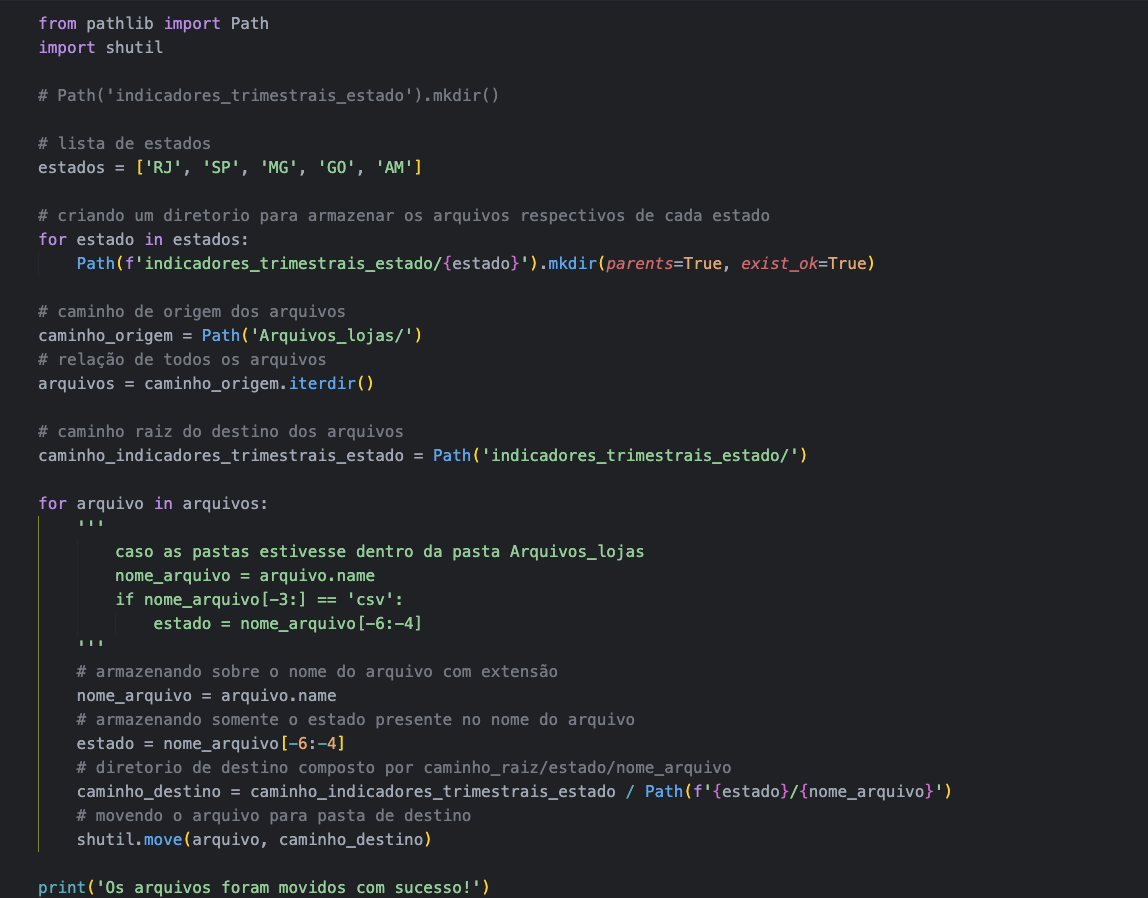 from pathlib import Path
import shutil
# Path('indicadores_trimestrais_estado').mkdir()
# lista de estados
estados = ['RJ', 'SP', 'MG', 'GO', 'AM']
# criando um diretorio para armazenar os arquivos respectivos de cada estado
for estado in estados:
    Path(f'indicadores_trimestrais_estado/{estado}').mkdir(parents=True, exist_ok=True)
# caminho de origem dos arquivos
caminho_origem = Path('Arquivos_lojas/')
# relação de todos os arquivos
arquivos = caminho_origem.iterdir()
# caminho raiz do destino dos arquivos
caminho_indicadores_trimestrais_estado = Path('indicadores_trimestrais_estado/')
for arquivo in arquivos:
    '''
        caso as pastas estivesse dentro da pasta Arquivos_lojas
        nome_arquivo = arquivo.name
        if nome_arquivo[-3:] == 'csv':
            estado = nome_arquivo[-6:-4]
    '''
    # armazenando sobre o nome do arquivo com extensão
    nome_arquivo = arquivo.name
    # armazenando somente o estado presente no nome do arquivo
    estado = nome_arquivo[-6:-4]
    # diretorio de destino composto por caminho_raiz/estado/nome_arquivo
    caminho_destino = caminho_indicadores_trimestrais_estado / Path(f'{estado}/{nome_arquivo}')
    # movendo o arquivo para pasta de destino
    shutil.move(arquivo, caminho_destino)
print('Os arquivos foram movidos com sucesso!')